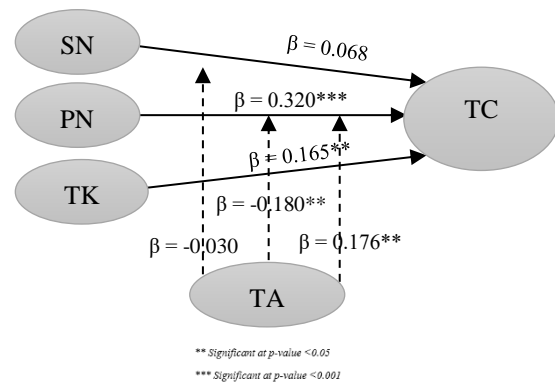 SN
β = 0.068
PN
β = 0.320***
TC
β = 0.165**
TK
β = -0.180**
β = -0.030
β = 0.176**
TA
** Significant at p-value <0.05
*** Significant at p-value <0.001